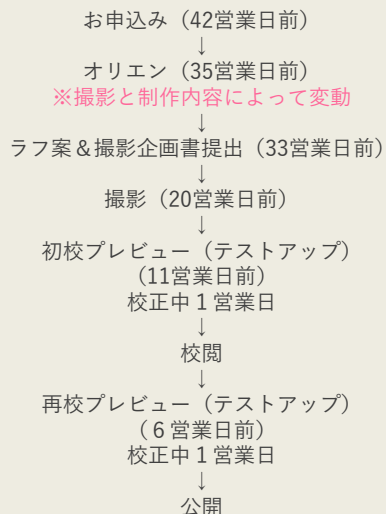 お申込み（42営業日前）
↓
オリエン（35営業日前）
※撮影と制作内容によって変動
↓
ラフ案＆撮影企画書提出（33営業日前）
↓
撮影（20営業日前）
↓
初校プレビュー（テストアップ）
（11営業日前）
校正中１営業日
↓
校閲
↓
再校プレビュー（テストアップ）
（６営業日前）
校正中１営業日
↓
公開